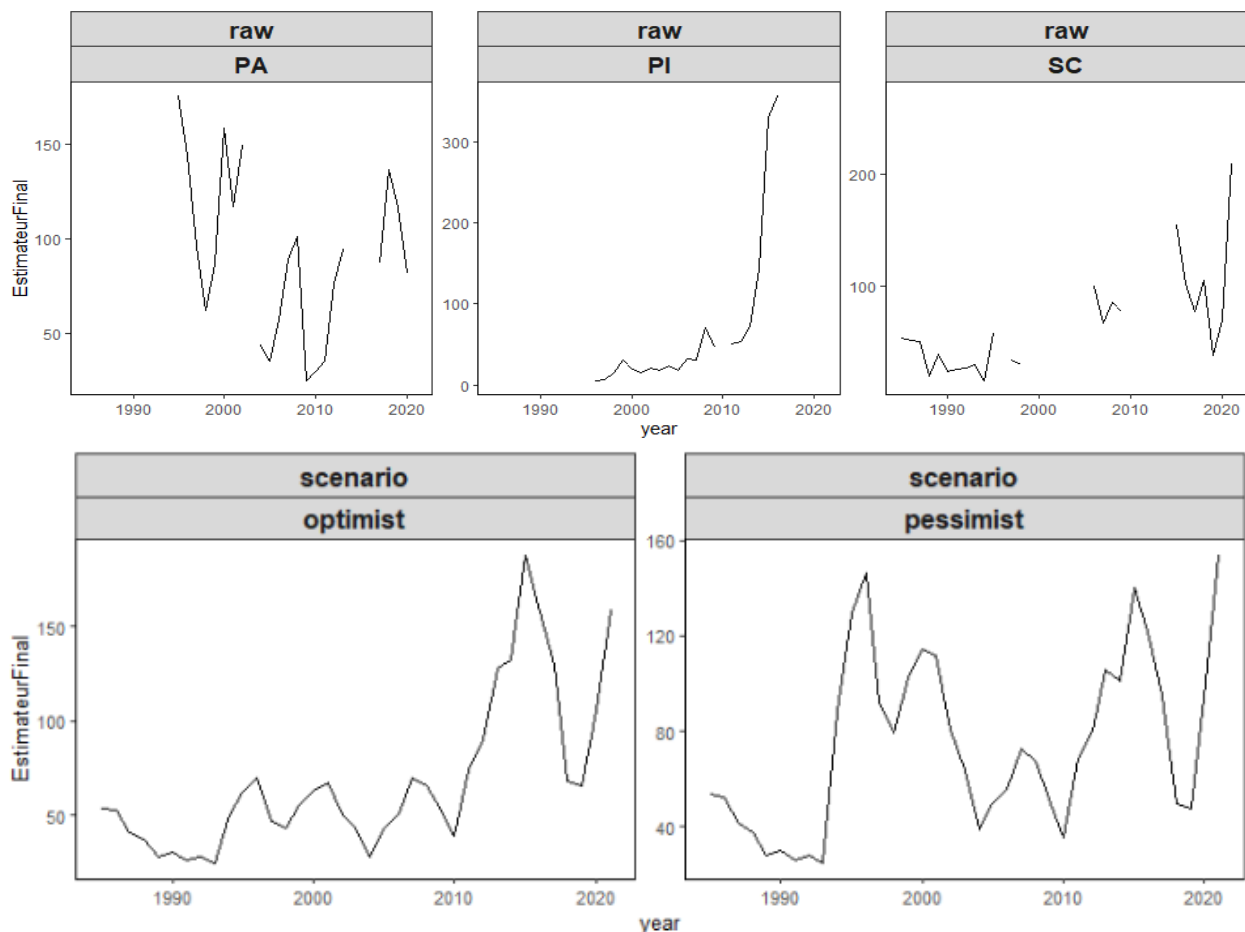 raw raw raw
PA PI SC
EstimateurFinal
150
100
50
300
200
100
0
200
100
1990 2000 2010 2020 1990 2000 2010 2020 1990 2000 2010 2020
year
scenario scenario
optimist pessimist
EstimateurFinal
150
100
50
160
120
80
40
1990 2000 2010 2020 1990 2000 2010 2020
year